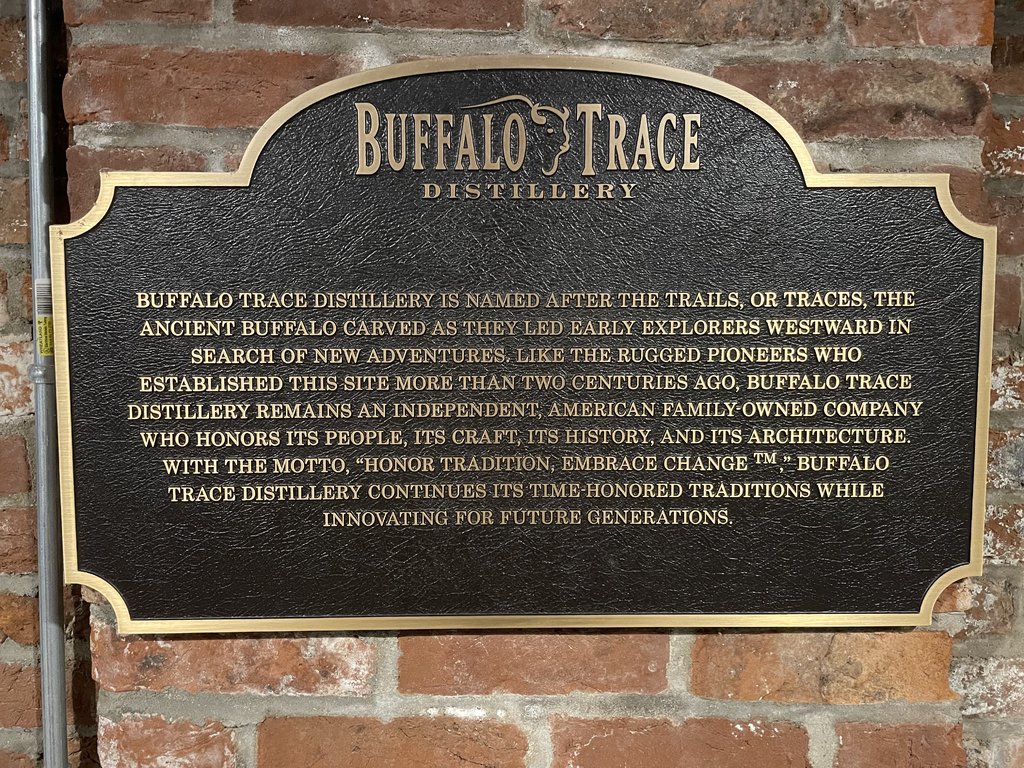 BUFFALO TRACE
DISTILLERY
BUFFALO TRACE DISTILLERY IS NAMED AFTER THE TRAILS, OR TRACES, THE
ANCIENT BUFFALO CARVED AS THEY LED EARLY EXPLORERS WESTWARD IN
SEARCH OF NEW ADVENTURES. LIKE THE RUGGED PIONEERS WHO
ESTABLISHED THIS SITE MORE THAN TWO CENTURIES AGO, BUFFALO TRACE
DISTILLERY REMAINS AN INDEPENDENT, AMERICAN FAMILY-OWNED COMPANY
WHO HONORS ITS PEOPLE, ITS CRAFT, ITS HISTORY, AND ITS ARCHITECTURE.
WITH THE MOTTO, “HONOR TRADITION, EMBRACE CHANGE™,” BUFFALO
TRACE DISTILLERY CONTINUES ITS TIME-HONORED TRADITIONS WHILE
INNOVATING FOR FUTURE GENERATIONS.